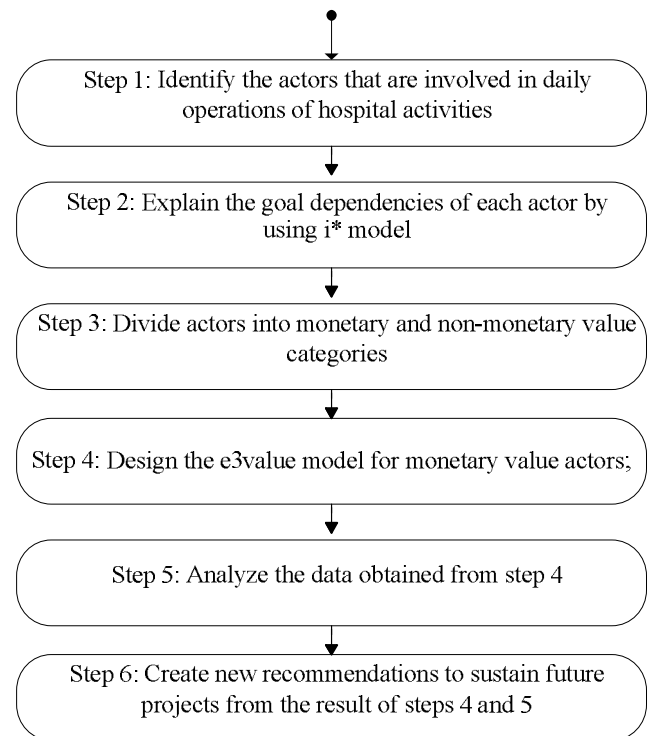 Step 1: Identify the actors that are involved in daily
operations of hospital activities
Step 2: Explain the goal dependencies of each actor by
using i* model
Step 3: Divide actors into monetary and non-monetary value
categories
Step 4: Design the e3value model for monetary value actors;
Step 5: Analyze the data obtained from step 4
Step 6: Create new recommendations to sustain future
projects from the result of steps 4 and 5